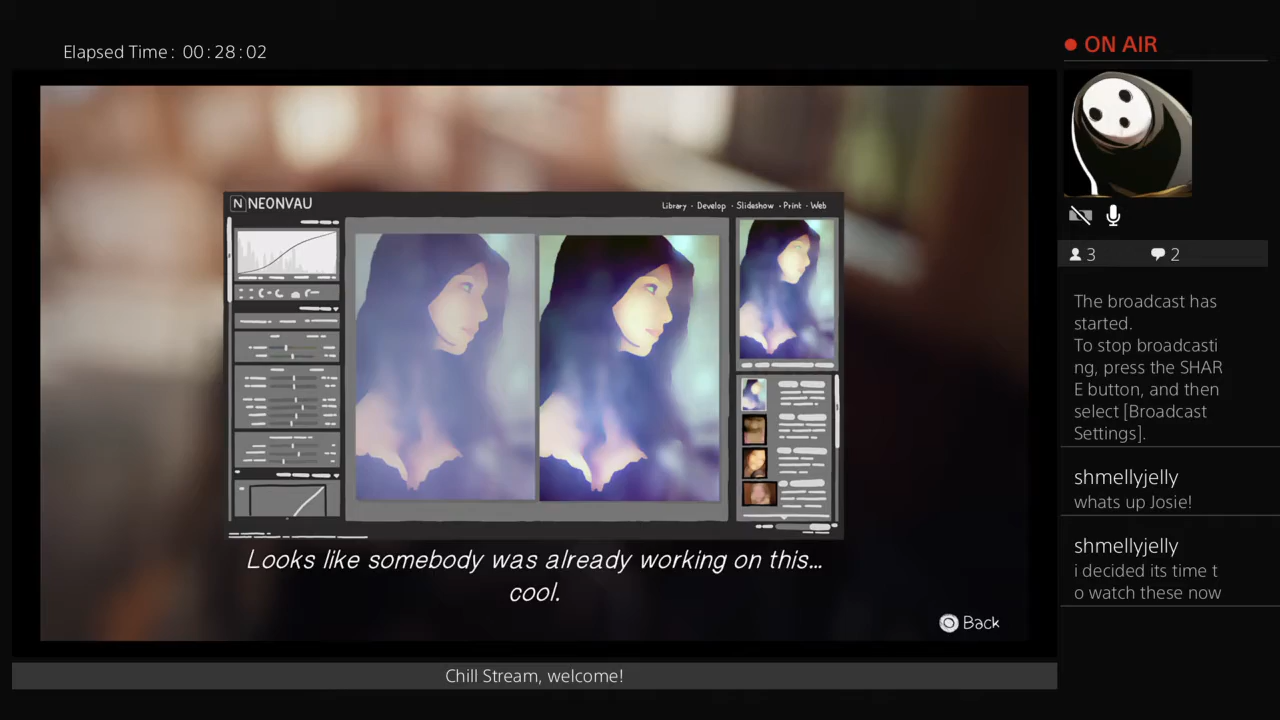 Elapsed Time: 00:28:02
ON AIR
N NEONVAU
Library · Develop · Slideshow · Print · Web
3
2
The broadcast has
started.
To stop broadcasti
ng, press the SHAR
E button, and then
select [Broadcast
Settings].
shmellyjelly
whats up Josie!
shmellyjelly
i decided its time t
o watch these now
Looks like somebody was already working on this...
cool.
Back
Chill Stream, welcome!